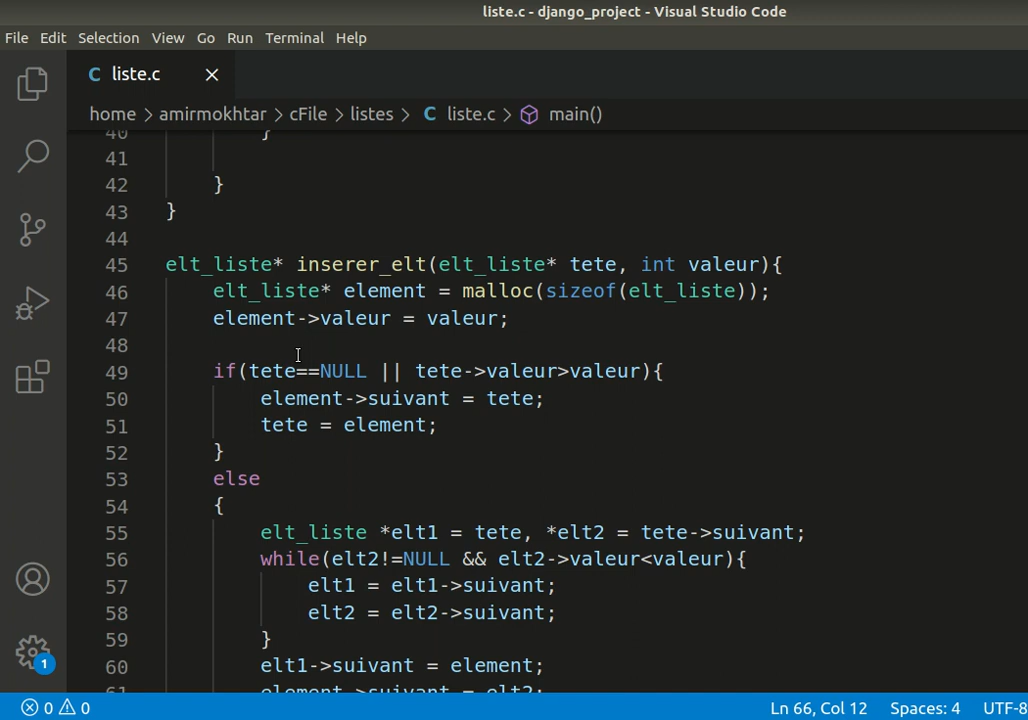 liste.c - django_project - Visual Studio Code
File Edit Selection View Go Run Terminal Help
C liste.c ×
home > amirmokhtar > cFile > listes > C liste.c > main()
40 }
41
42 }
43 }
44
45 elt_liste* inserer_elt(elt_liste* tete, int valeur){
46 elt_liste* element = malloc(sizeof(elt_liste));
47 element->valeur = valeur;
48
49 if(tete==NULL || tete->valeur>valeur){
50 element->suivant = tete;
51 tete = element;
52 }
53 else
54 {
55 elt_liste *elt1 = tete, *elt2 = tete->suivant;
56 while(elt2!=NULL && elt2->valeur<valeur){
57 elt1 = elt1->suivant;
58 elt2 = elt2->suivant;
59 }
60 elt1->suivant = element;
61 element->suivant = elt2;
1
0 0 Ln 66, Col 12 Spaces: 4 UTF-8